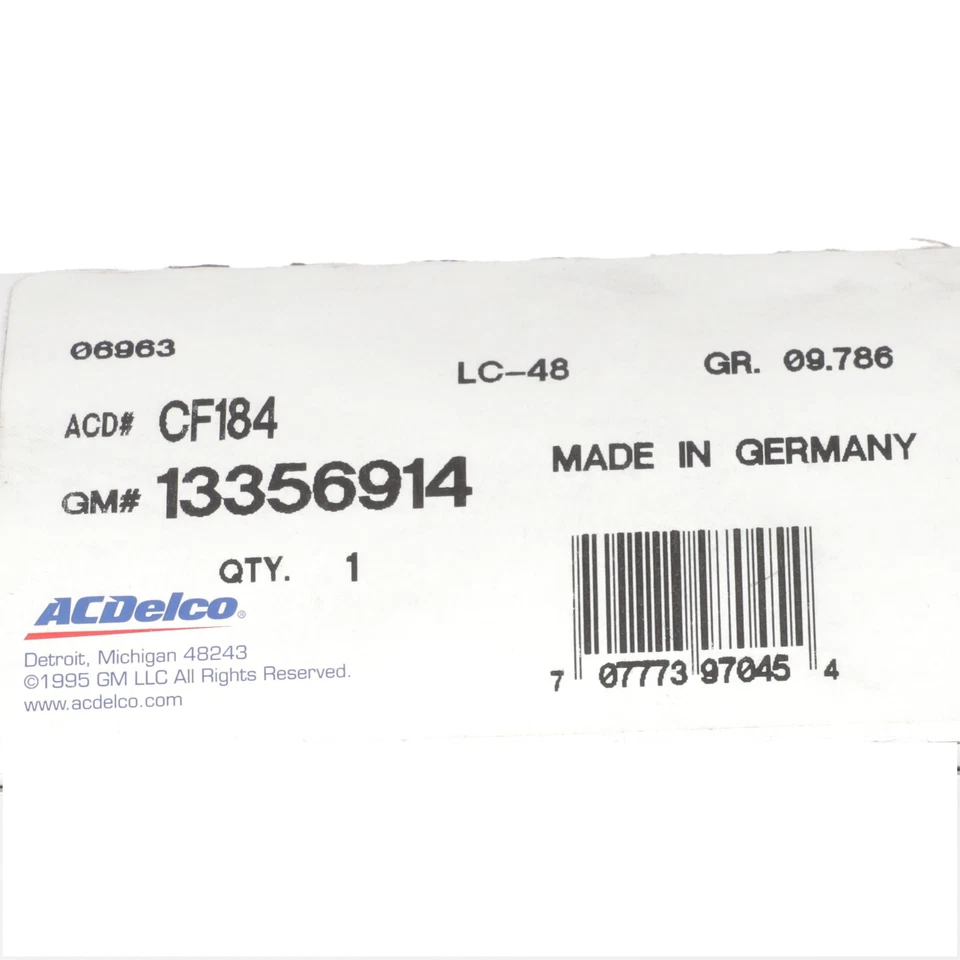 06963
LC-48
GR. 09.786
ACD# CF184
MADE IN GERMANY
GM# 13356914
QTY. 1
ACDelco®
Detroit, Michigan 48243
©1995 GM LLC All Rights Reserved.
www.acdelco.com
7 07773 97045 4